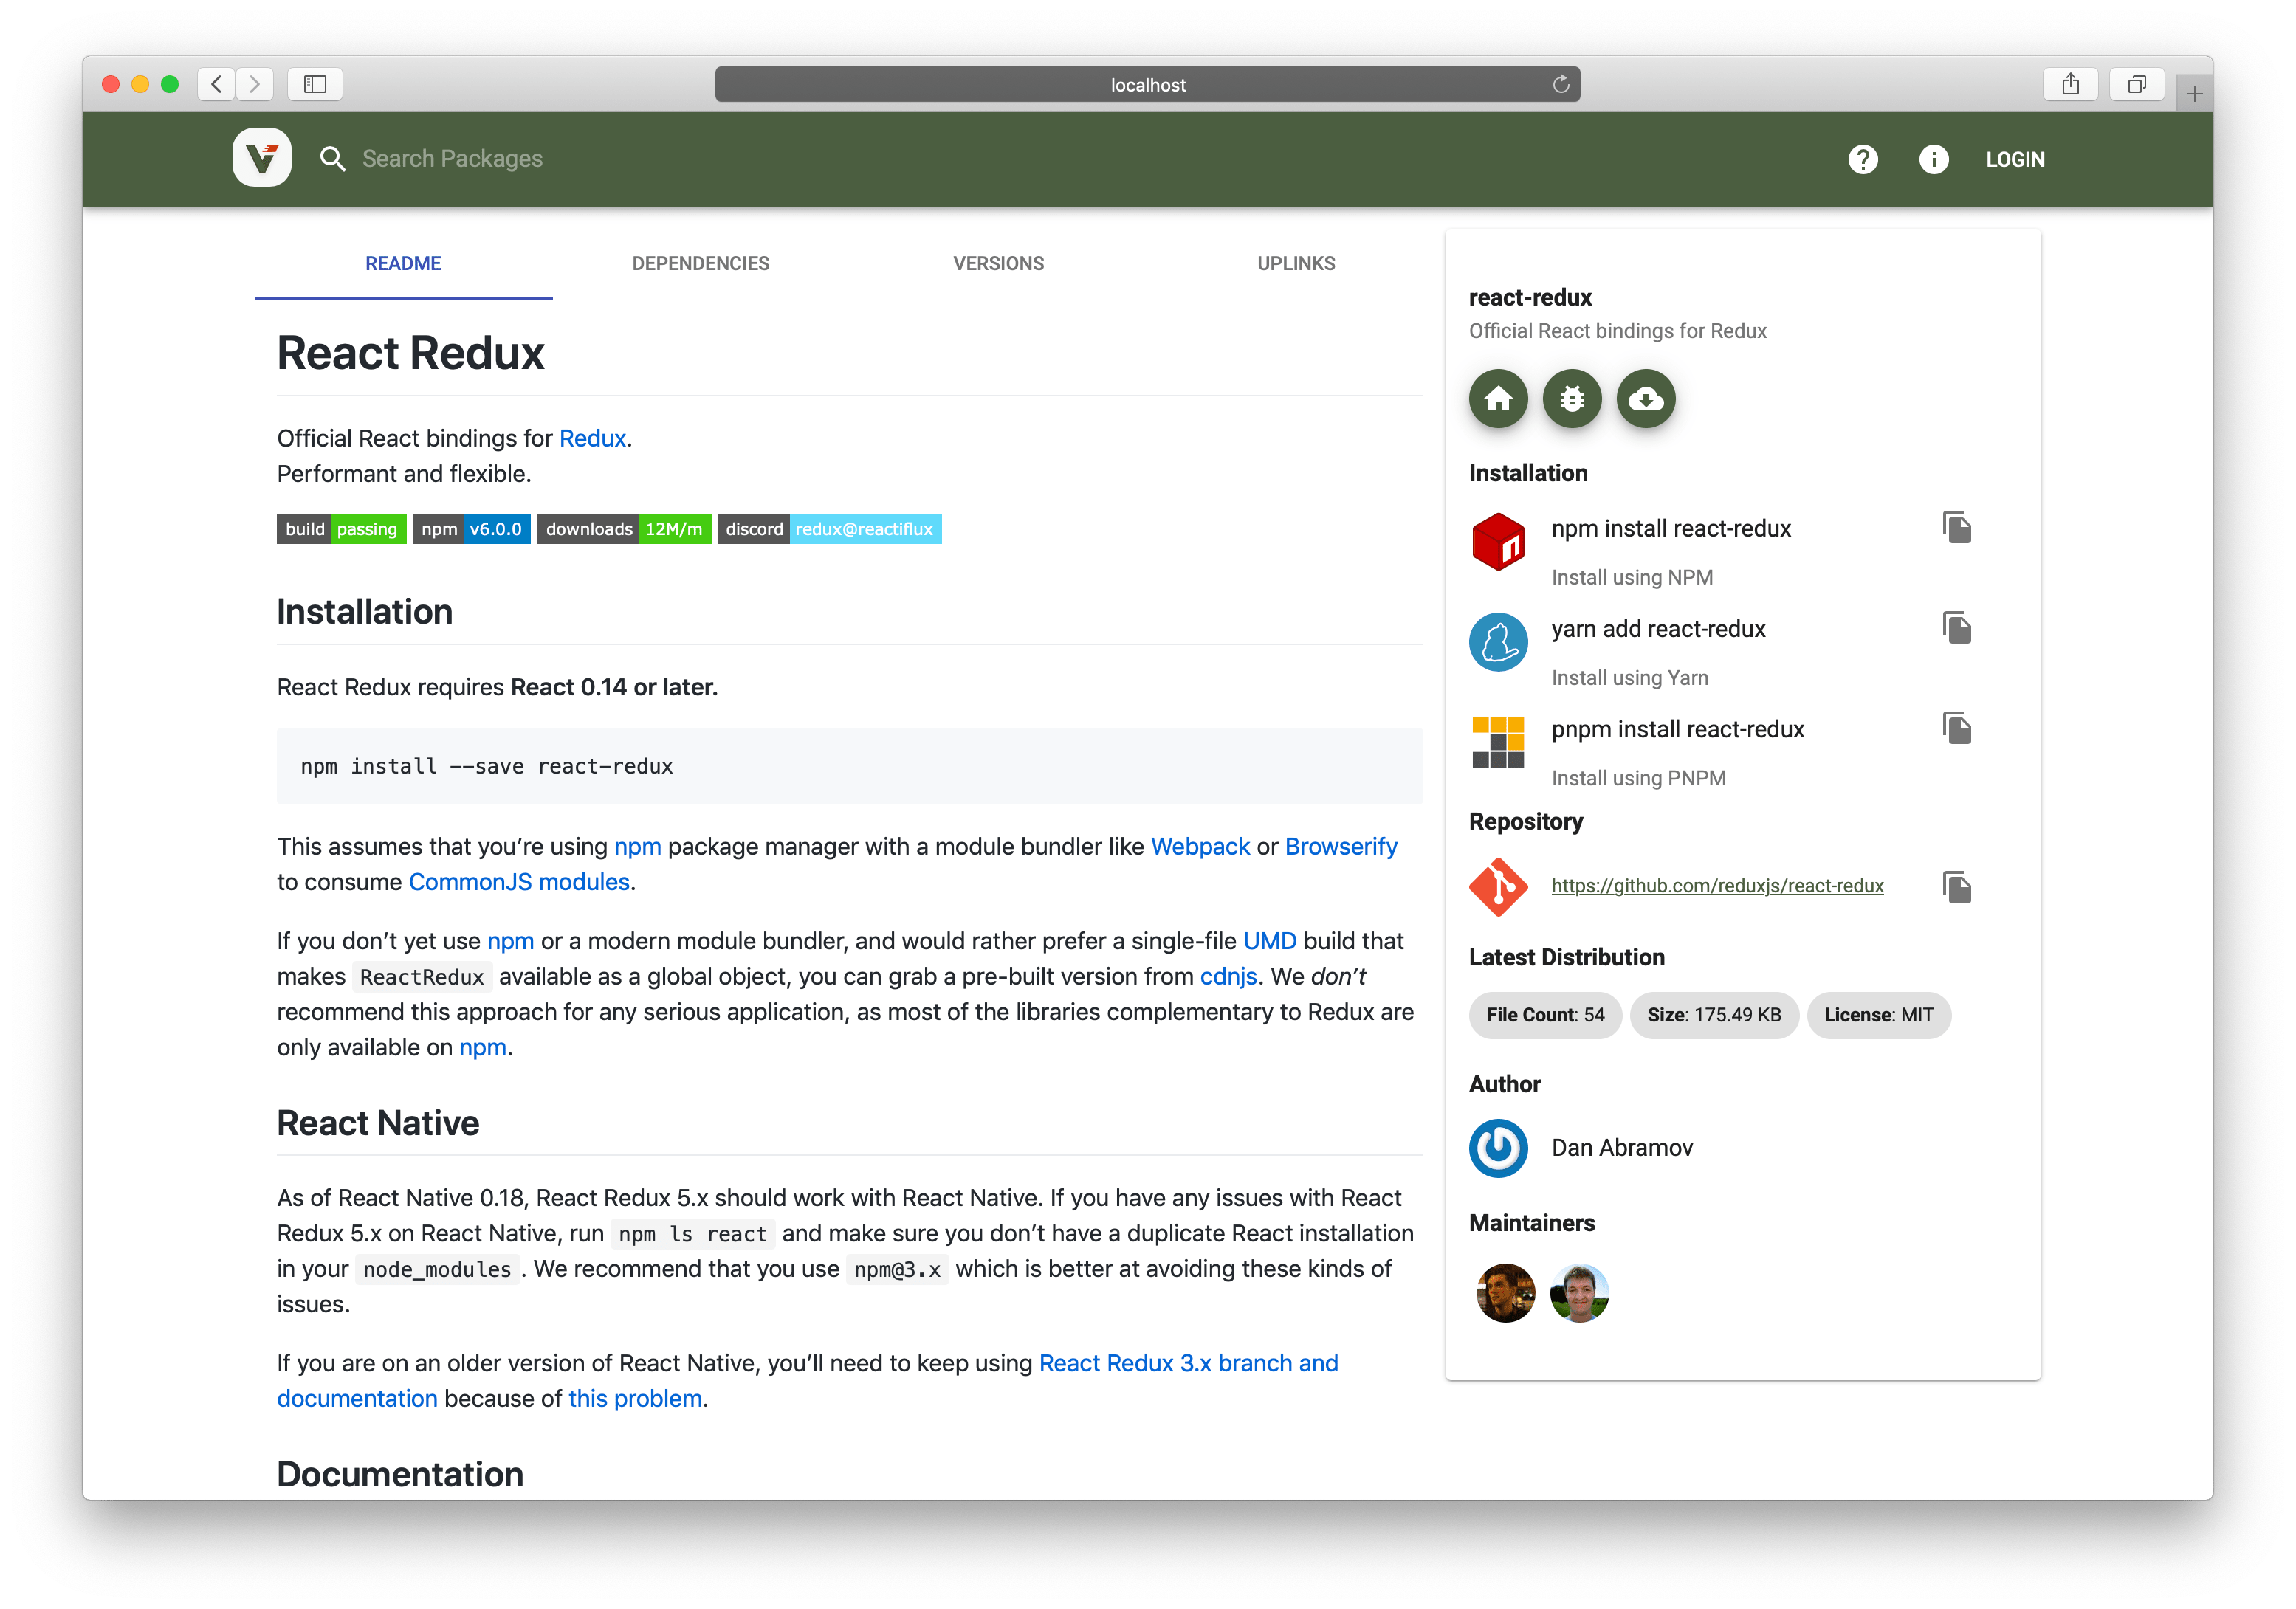 localhost
Search Packages
LOGIN
README DEPENDENCIES VERSIONS UPLINKS
React Redux
Official React bindings for Redux.
Performant and flexible.
build passing npm v6.0.0 downloads 12M/m discord redux@reactiflux
Installation
React Redux requires React 0.14 or later.
npm install --save react-redux
This assumes that you’re using npm package manager with a module bundler like Webpack or Browserify
to consume CommonJS modules.
If you don’t yet use npm or a modern module bundler, and would rather prefer a single-file UMD build that
makes ReactRedux available as a global object, you can grab a pre-built version from cdnjs. We don’t
recommend this approach for any serious application, as most of the libraries complementary to Redux are
only available on npm.
React Native
As of React Native 0.18, React Redux 5.x should work with React Native. If you have any issues with React
Redux 5.x on React Native, run npm ls react and make sure you don’t have a duplicate React installation
in your node_modules . We recommend that you use npm@3.x which is better at avoiding these kinds of
issues.
If you are on an older version of React Native, you’ll need to keep using React Redux 3.x branch and
documentation because of this problem.
Documentation
react-redux
Official React bindings for Redux
Installation
npm install react-redux
Install using NPM
yarn add react-redux
Install using Yarn
pnpm install react-redux
Install using PNPM
Repository
https://github.com/reduxjs/react-redux
Latest Distribution
File Count: 54 Size: 175.49 KB License: MIT
Author
Dan Abramov
Maintainers